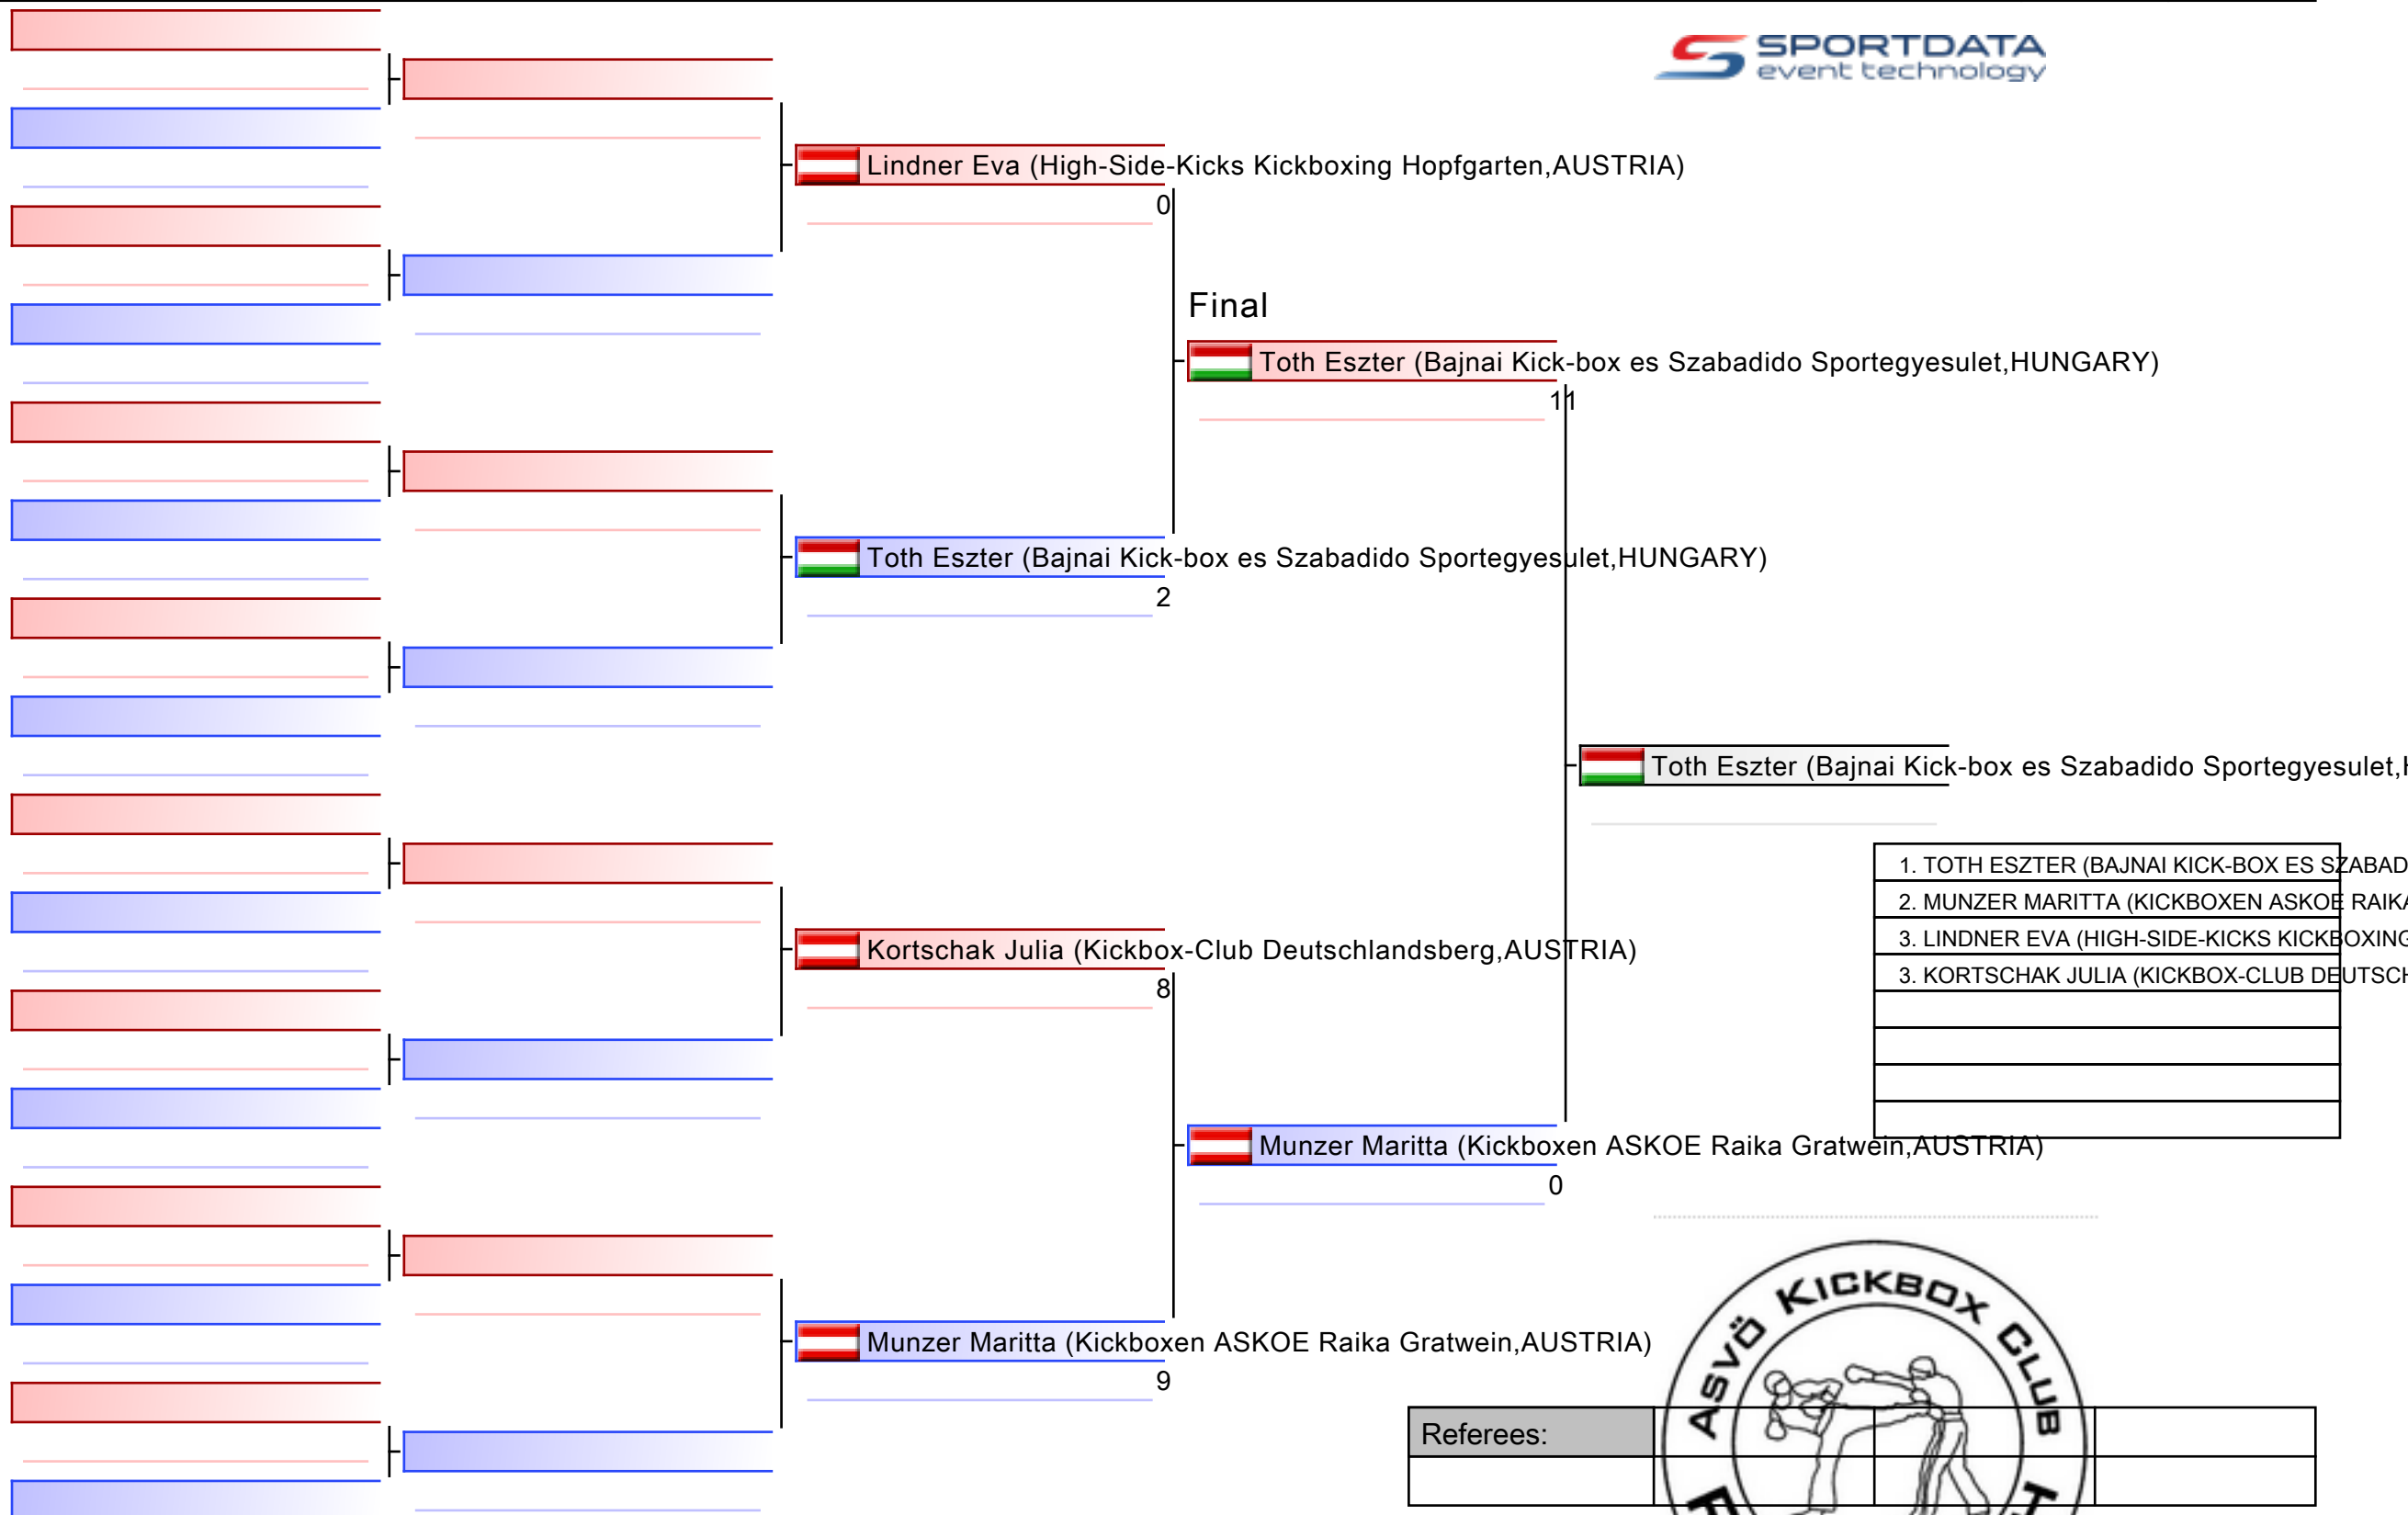 SPORTDATA
event technology
Lindner Eva (High-Side-Kicks Kickboxing Hopfgarten,AUSTRIA)
0
Final
Toth Eszter (Bajnai Kick-box es Szabadido Sportegyesulet,HUNGARY)
11
Toth Eszter (Bajnai Kick-box es Szabadido Sportegyesulet,HUNGARY)
2
Toth Eszter (Bajnai Kick-box es Szabadido Sportegyesulet,
1. TOTH ESZTER (BAJNAI KICK-BOX ES SZABAD
2. MUNZER MARITTA (KICKBOXEN ASKOE RAIKA
3. LINDNER EVA (HIGH-SIDE-KICKS KICKBOXING
Kortschak Julia (Kickbox-Club Deutschlandsberg,AUSTRIA)
3. KORTSCHAK JULIA (KICKBOX-CLUB DEUTSCH
8
Munzer Maritta (Kickboxen ASKOE Raika Gratwein,AUSTRIA)
0
ASVÖ KICKBOX CLUB
Munzer Maritta (Kickboxen ASKOE Raika Gratwein,AUSTRIA)
9
Referees: